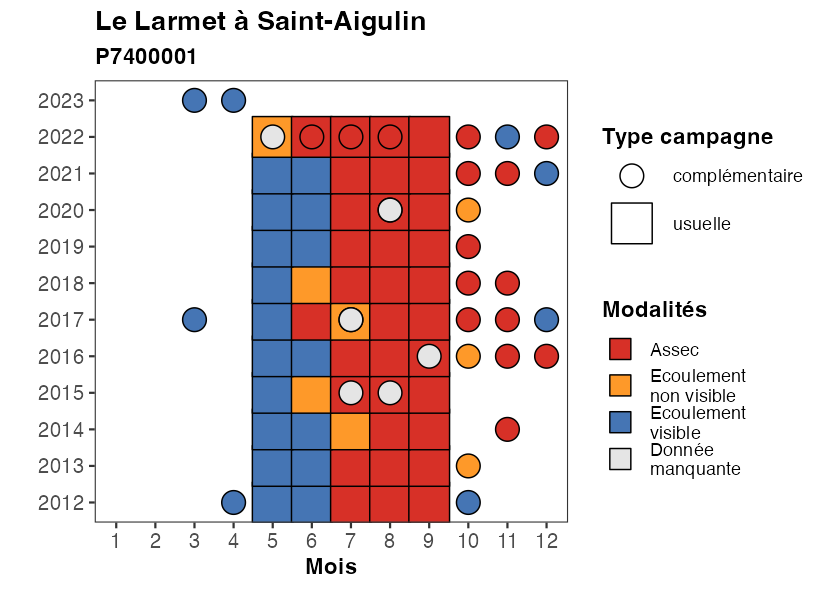 Le Larmet à Saint-Aigulin
P7400001
2023
2022
2021
2020
2019
2018
2017
2016
2015
2014
2013
2012
1 2 3 4 5 6 7 8 9 10 11 12
Mois
Type campagne
complémentaire
usuelle
Modalités
Assec
Ecoulement
non visible
Ecoulement
visible
Donnée
manquante